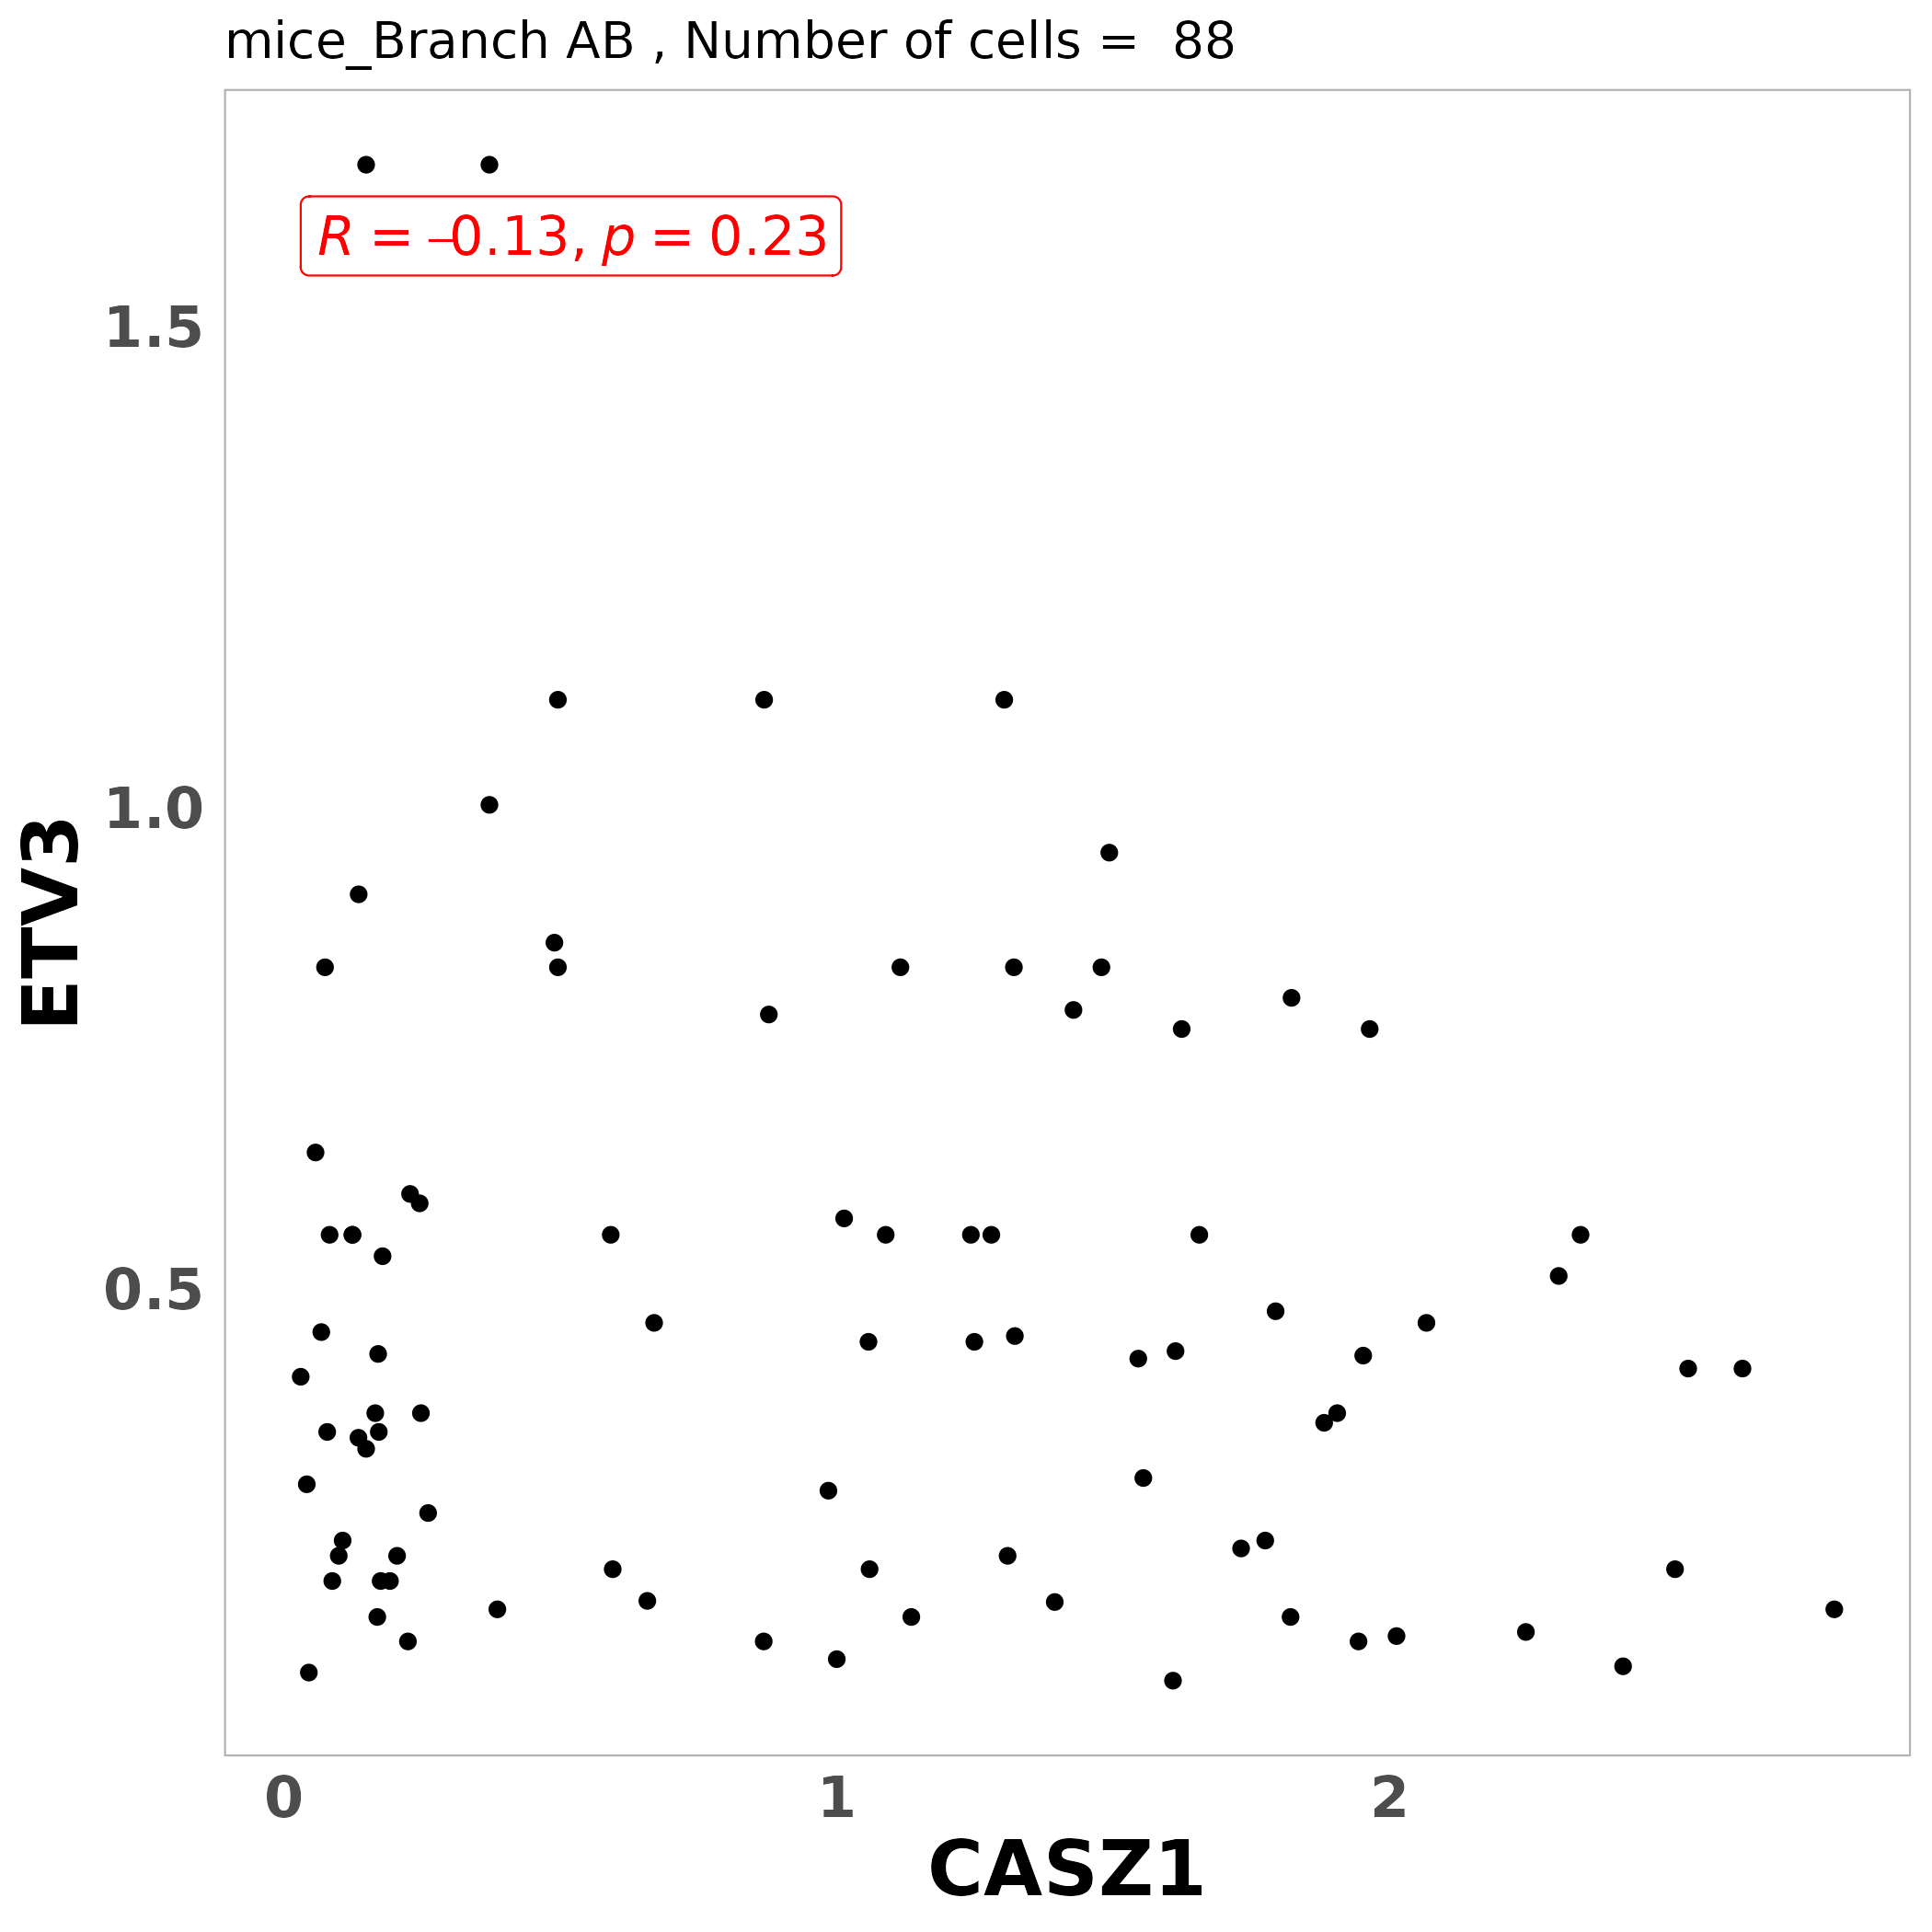 mice_Branch AB , Number of cells =  88
R = –0.13, p = 0.23
1.5
1.0
0.5
ETV3
0 1 2
CASZ1